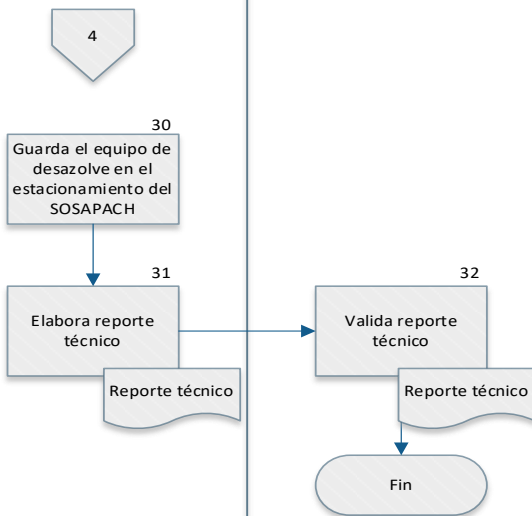 4
30
Guarda el equipo de
desazolve en el
estacionamiento del
SOSAPACH
31
Elabora reporte
técnico
Reporte técnico
32
Valida reporte
técnico
Reporte técnico
Fin